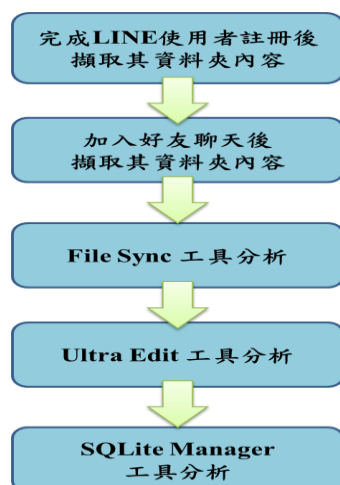 完成LINE使用者註冊後
擷取其資料夾內容
加入好友聊天後
擷取其資料夾內容
File Sync 工具分析
Ultra Edit 工具分析
SQLite Manager
工具分析